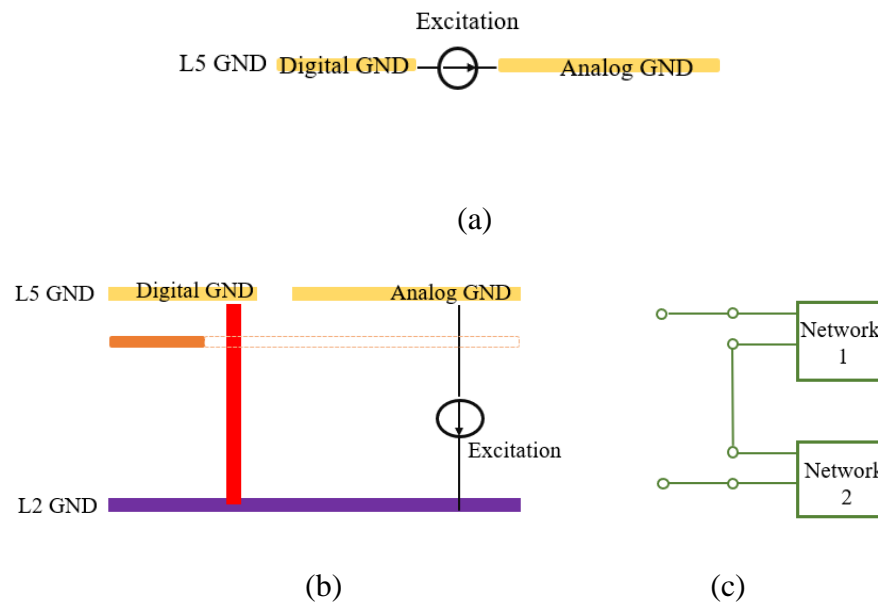 Excitation
L5 GND Digital GND Analog GND
(a)
L5 GND Digital GND Analog GND
Excitation
L2 GND
Network
1
Network
2
(b) (c)